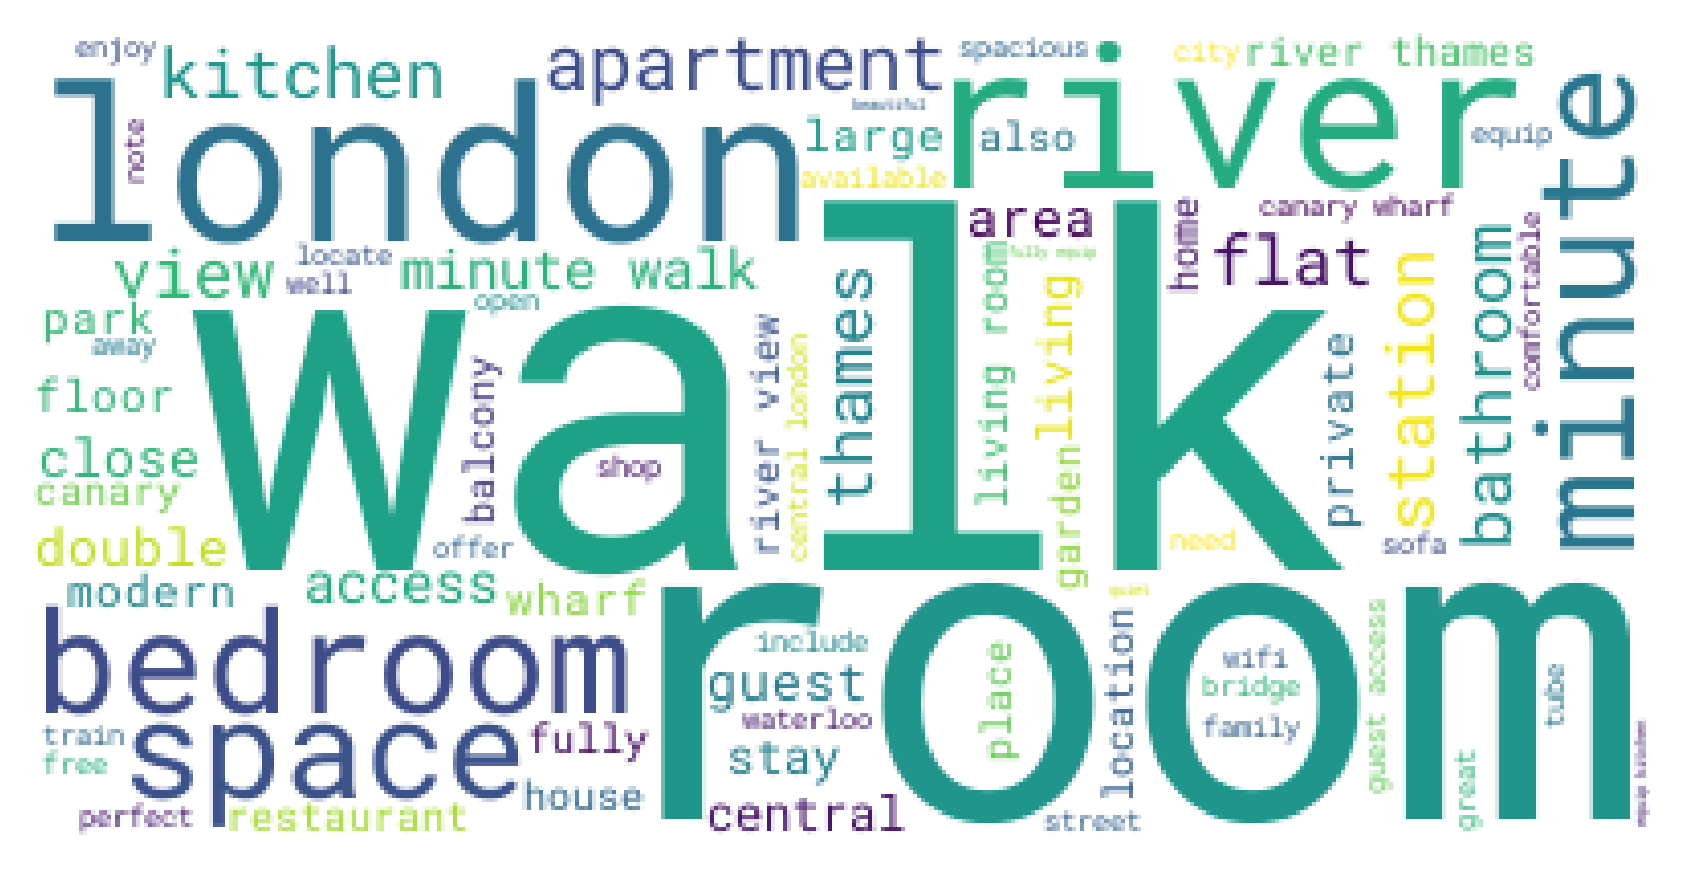 enjoy
kitchen
apartment
spacious
city
river thames
london
river
minute
beautiful
note
large
also
equip
available
walk
area
home
canary wharf
flat
comfortable
view
locate
well
minute walk
open
thames
living room
fully equip
living
station
bathroom
park
away
floor
balcony
river view
central london
private
close
canary
shop
garden
double
offer
need
sofa
modern
access
wharf
room
quiet
bedroom
include
guest
place
location
wifi
bridge
family
guest access
tube
train
free
space
fully
waterloo
stay
great
equip kitchen
perfect
restaurant
house
central
street